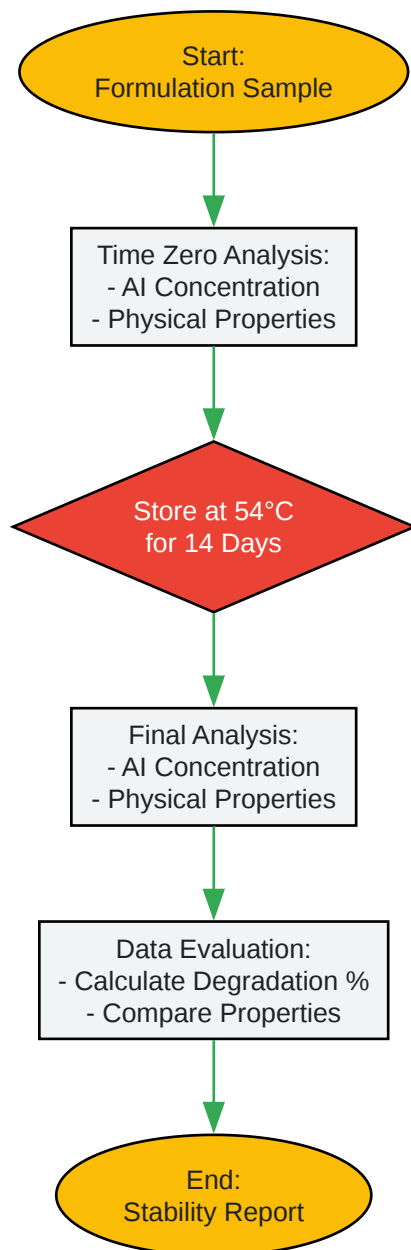 Start:
Formulation Sample
Time Zero Analysis:
- AI Concentration
- Physical Properties
Store at 54°C
for 14 Days
Final Analysis:
- AI Concentration
- Physical Properties
Data Evaluation:
- Calculate Degradation %
- Compare Properties
End:
Stability Report